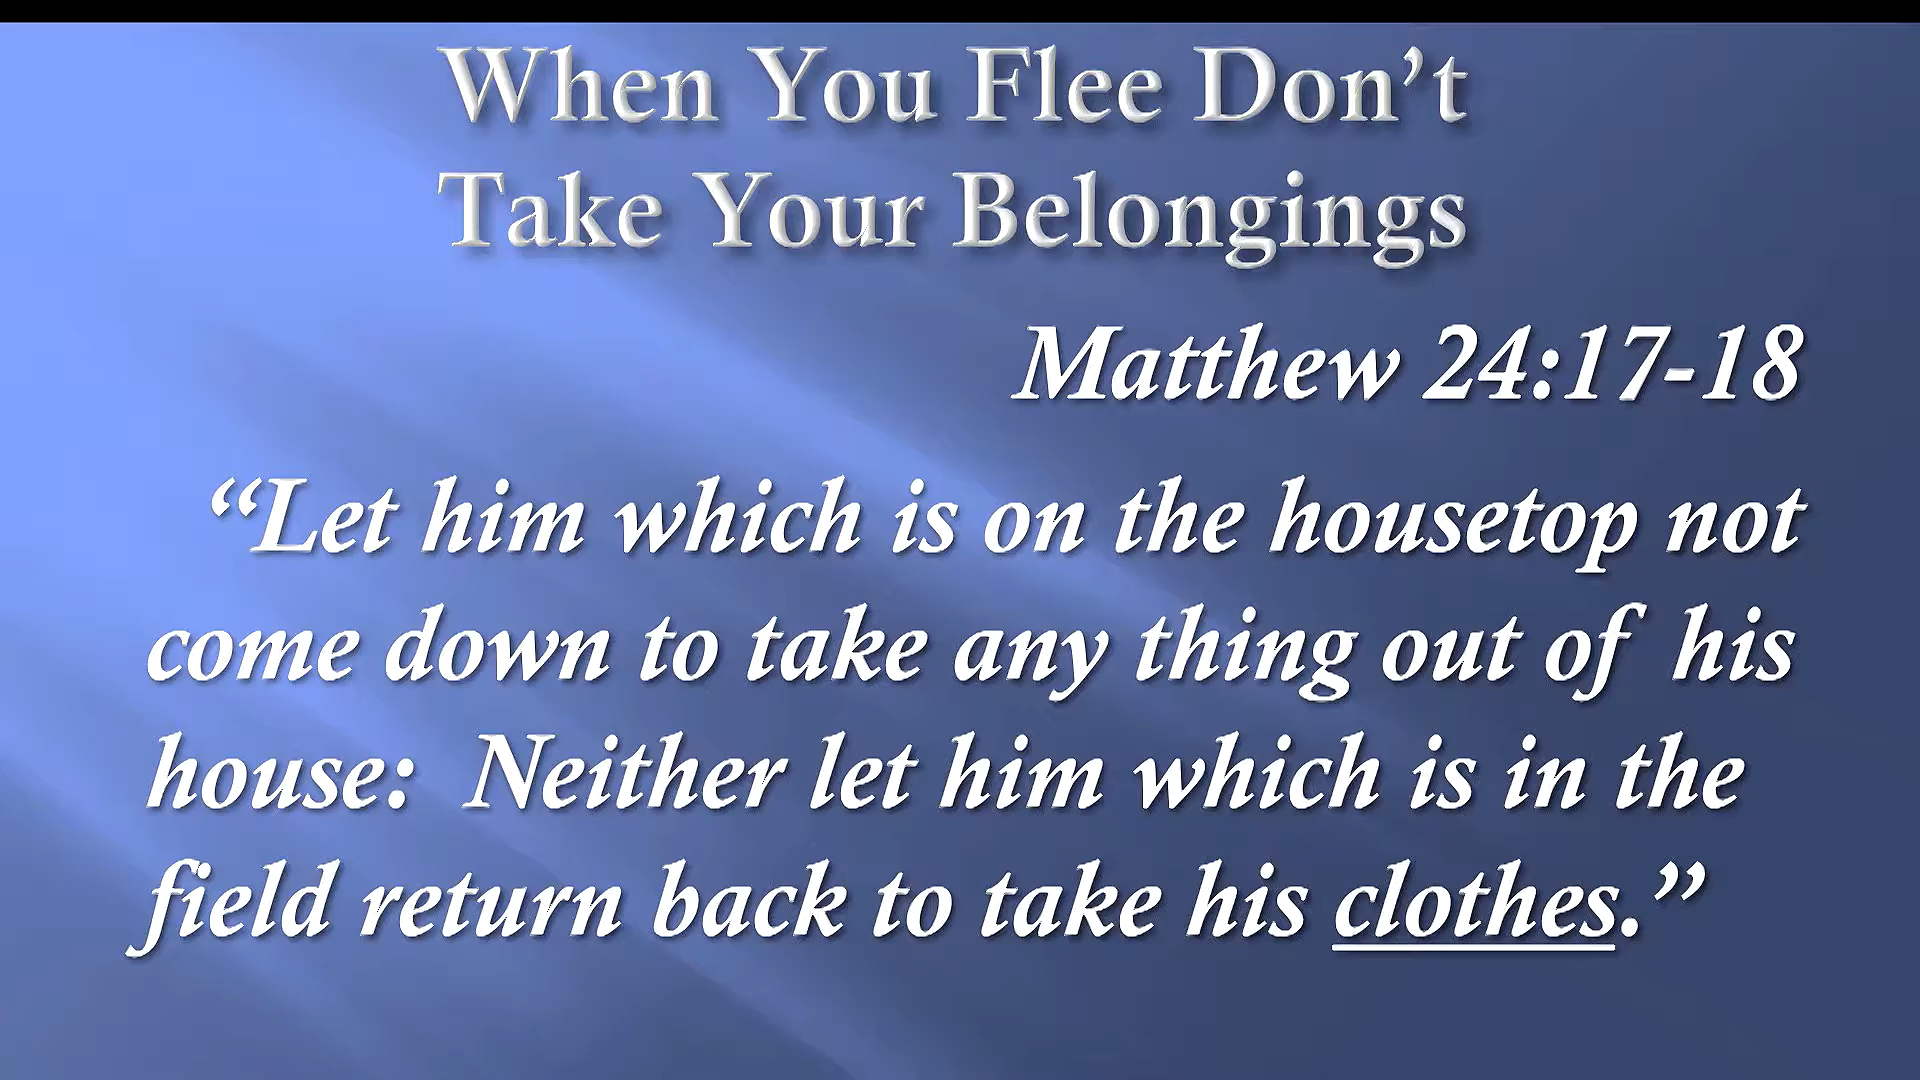 When You Flee Don’t
Take Your Belongings
Matthew 24:17-18
“Let him which is on the housetop not
come down to take any thing out of his
house: Neither let him which is in the
field return back to take his clothes.”